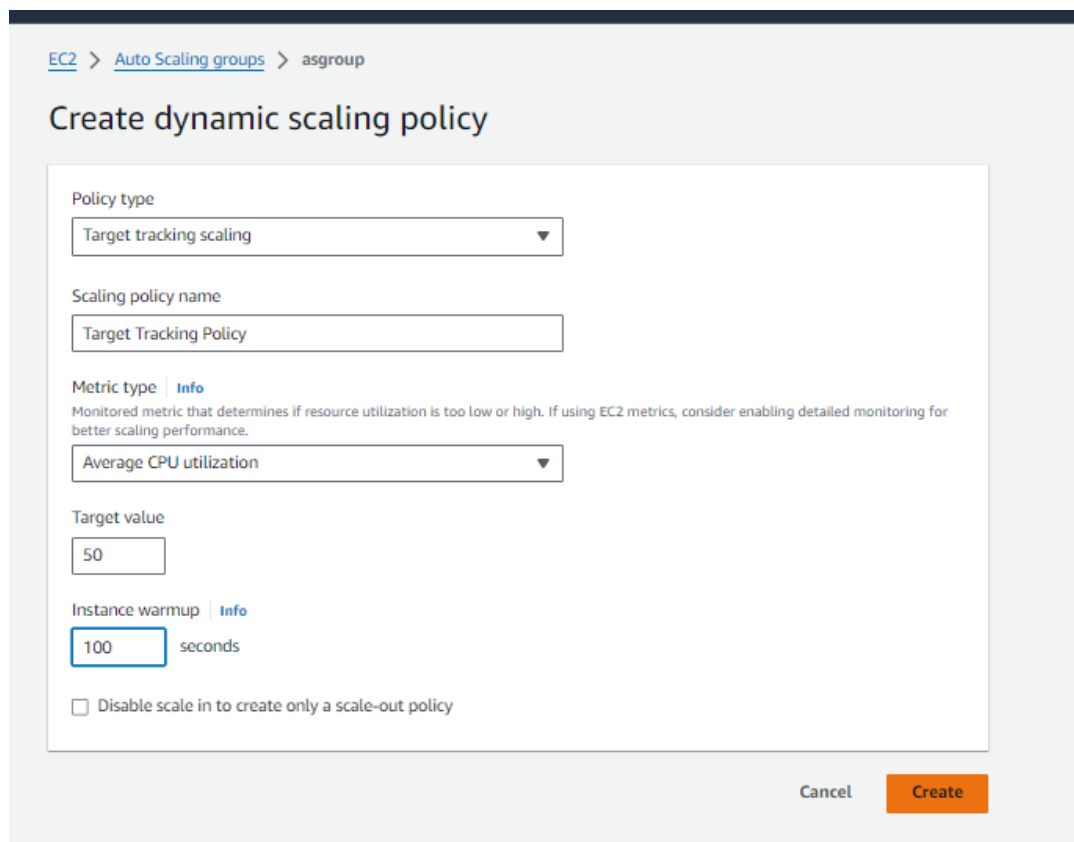 EC2 > Auto Scaling groups > asgroup
Create dynamic scaling policy
Policy type
Target tracking scaling
Scaling policy name
Target Tracking Policy
Metric type Info
Monitored metric that determines if resource utilization is too low or high. If using EC2 metrics, consider enabling detailed monitoring for
better scaling performance.
Average CPU utilization
Target value
50
Instance warmup Info
100 seconds
Disable scale in to create only a scale-out policy
Cancel Create